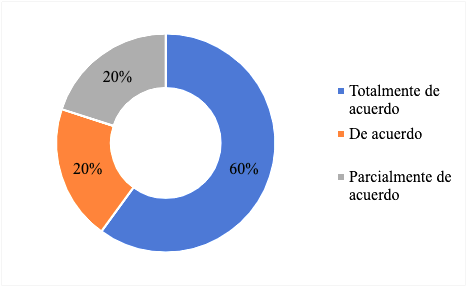 20%
20%
60%
Totalmente de
acuerdo
De acuerdo
Parcialmente de
acuerdo